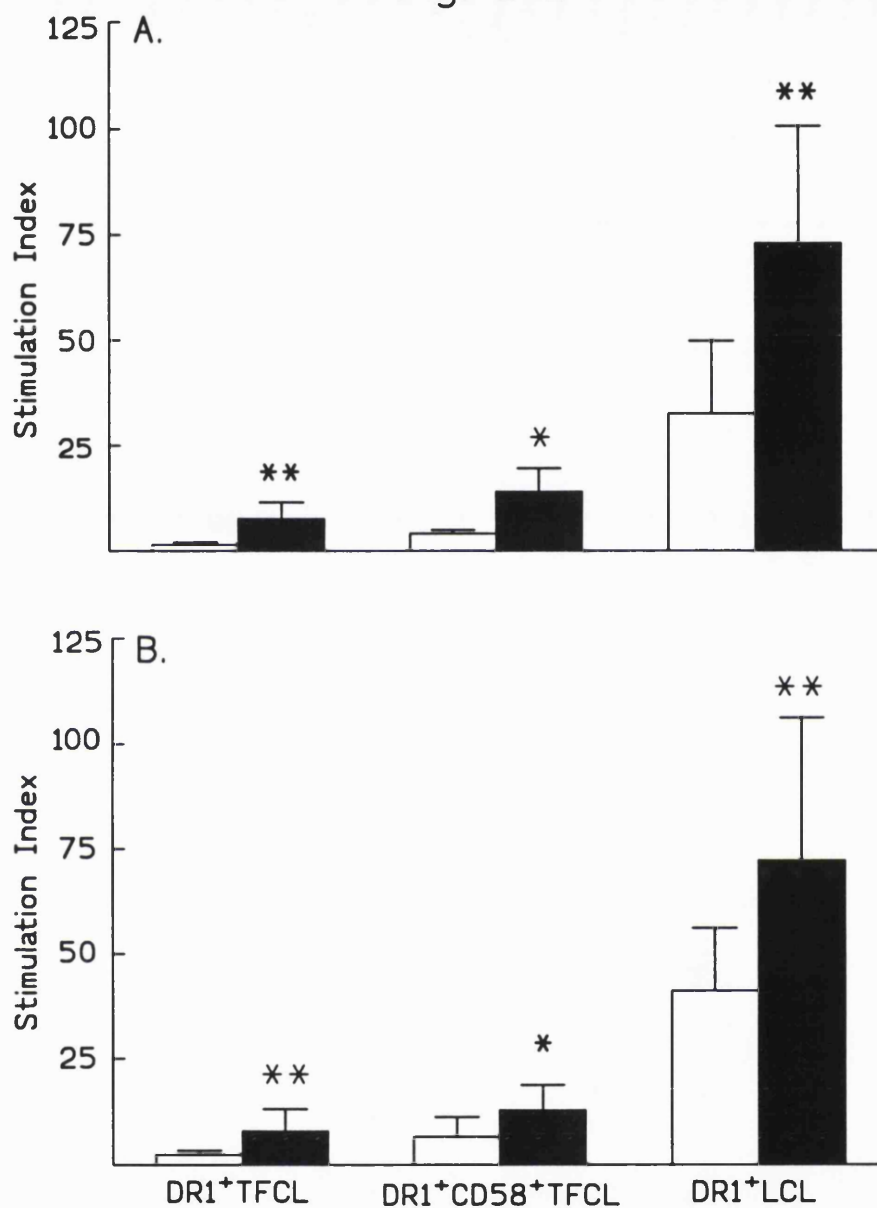 125
A.
100
75
50
25
Stimulation Index
**
*
**
125
B.
100
75
50
25
Stimulation Index
**
*
**
DR1⁺TFCL
DR1⁺CD58⁺TFCL
DR1⁺LCL